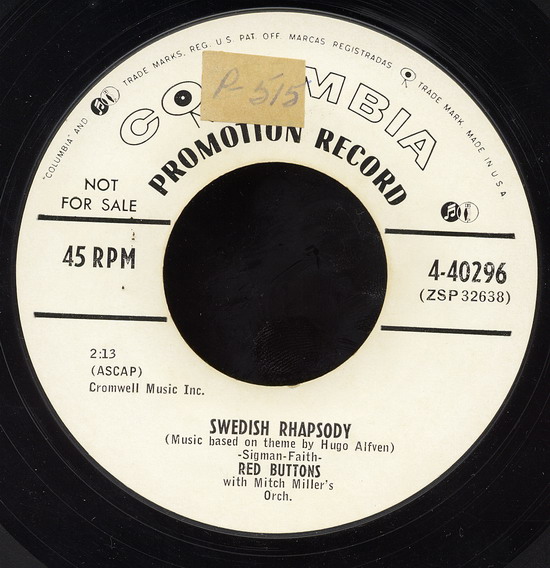 "COLUMBIA" AND TRADE MARKS, REG. U.S. PAT. OFF. MARCAS REGISTRADAS TRADE MARK. MADE IN U S A
P-515
COLUMBIA
PROMOTION RECORD
NOT
FOR SALE
45 RPM
4-40296
(ZSP 32638)
2:13
(ASCAP)
Cromwell Music Inc.
SWEDISH RHAPSODY
(Music based on theme by Hugo Alfven)
-Sigman-Faith-
RED BUTTONS
with Mitch Miller's
Orch.